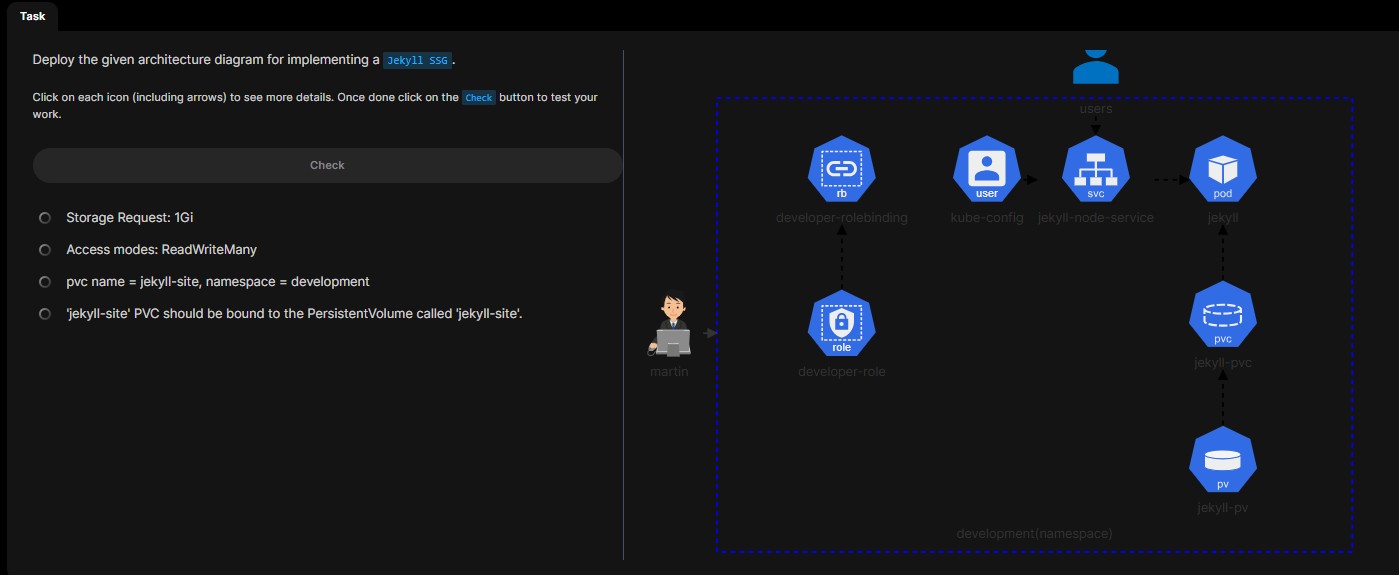 Task
Deploy the given architecture diagram for implementing a Jekyll SSG.
Click on each icon (including arrows) to see more details. Once done click on the Check button to test your
work.
Check
Storage Request: 1Gi
Access modes: ReadWriteMany
pvc name = jekyll-site, namespace = development
'jekyll-site' PVC should be bound to the PersistentVolume called 'jekyll-site'.
users
rb
user
svc
pod
developer-rolebinding
kube-config
jekyll-node-service
jekyll
role
pvc
martin
developer-role
jekyll-pvc
pv
jekyll-pv
development(namespace)